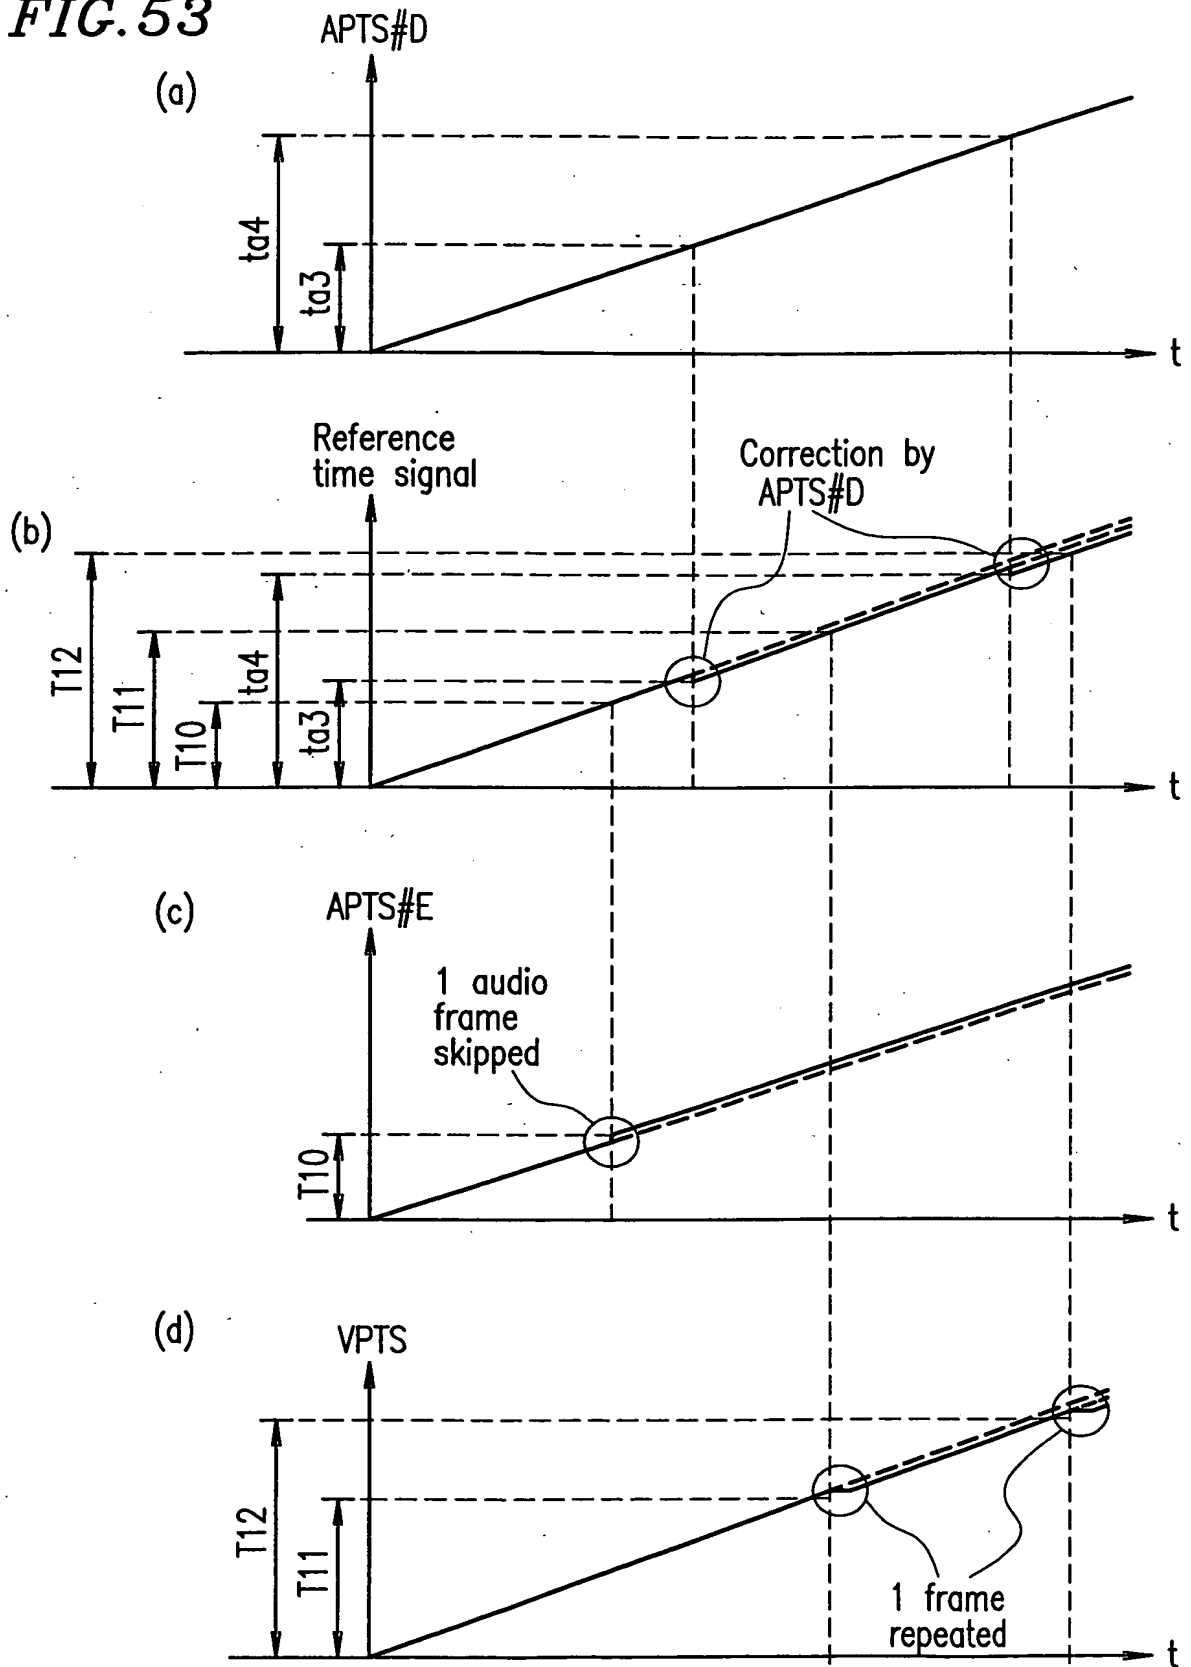 FIG.53
APTS#D
(a)
ta4
ta3
t
Reference
time signal
Correction by
APTS#D
(b)
T12
T11
T10
ta4
ta3
t
(c)
APTS#E
1 audio
frame
skipped
T10
t
(d)
VPTS
T12
T11
1 frame
repeated
t